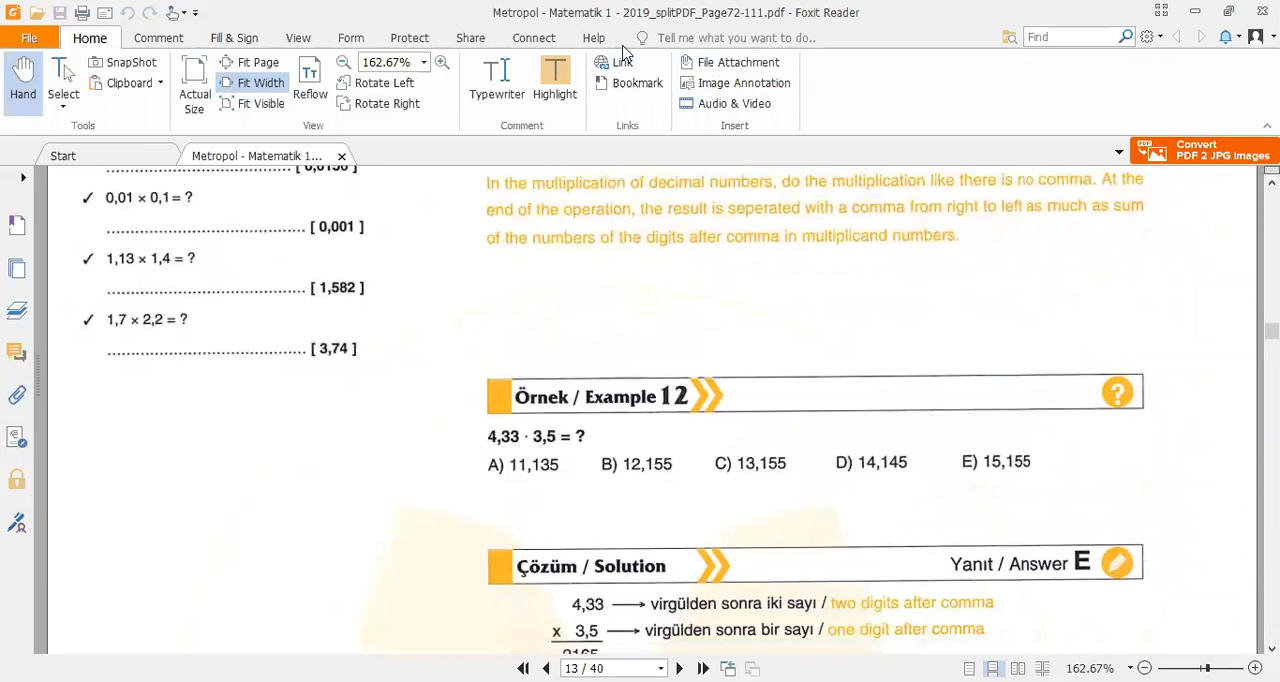 Metropol - Matematik 1 - 2019_splitPDF_Page72-111.pdf - Foxit Reader
File Home Comment Fill & Sign View Form Protect Share Connect Help Tell me what you want to do.. Find
Hand
Select
SnapShot
Clipboard
Tools
Actual Size
Fit Page
Fit Width
Fit Visible
Reflow
162.67%
Rotate Left
Rotate Right
View
Typewriter
Highlight
Comment
Bookmark
Links
File Attachment
Image Annotation
Audio & Video
Insert
Start
Metropol - Matematik 1...
Convert
PDF 2 JPG Images
✓ 0,01 × 0,1 = ?
[ 0,001 ]
✓ 1,13 × 1,4 = ?
[ 1,582 ]
✓ 1,7 × 2,2 = ?
[ 3,74 ]
In the multiplication of decimal numbers, do the multiplication like there is no comma. At the
end of the operation, the result is seperated with a comma from right to left as much as sum
of the numbers of the digits after comma in multiplicand numbers.
Örnek / Example 12
?
4,33 · 3,5 = ?
A) 11,135 B) 12,155 C) 13,155 D) 14,145 E) 15,155
Çözüm / Solution Yanıt / Answer E
4,33 → virgülden sonra iki sayı / two digits after comma
x 3,5 → virgülden sonra bir sayı / one digit after comma
13 / 40
162.67%